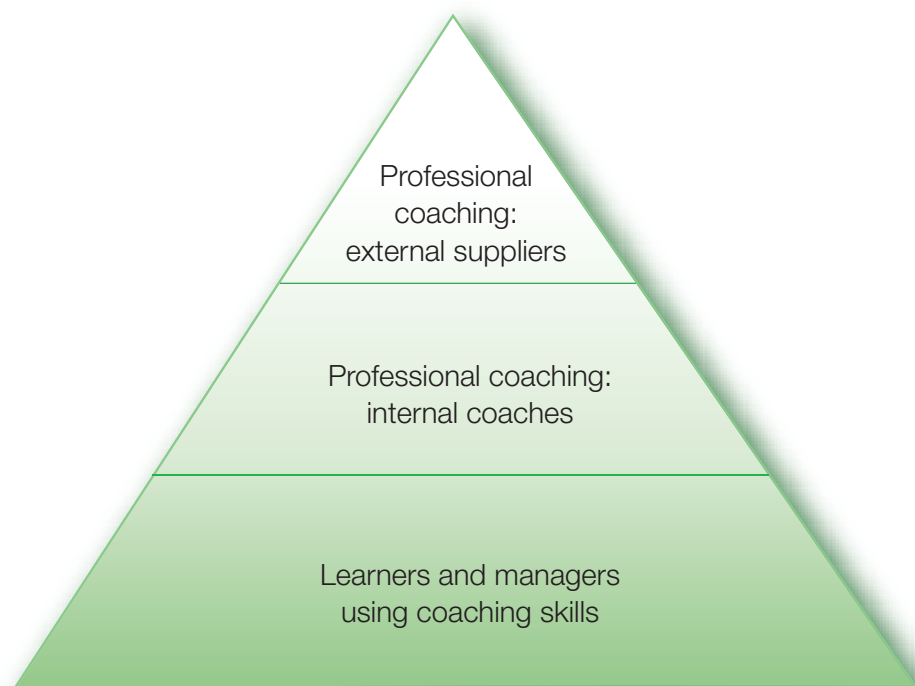 Professional
coaching:
external suppliers
Professional coaching:
internal coaches
Learners and managers
using coaching skills